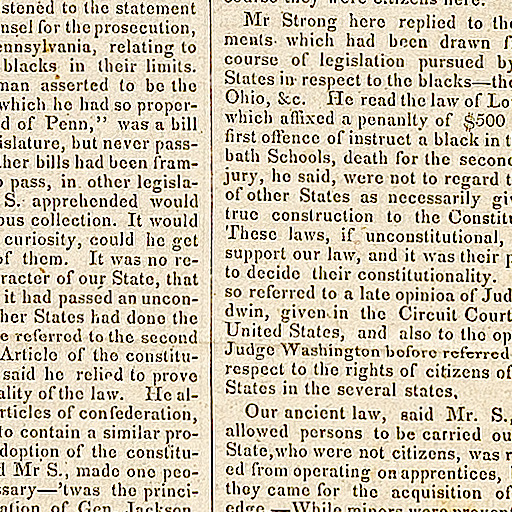 stened to the statement
nsel for the prosecution,
ennsylvania, relating to
blacks in their limits.
man asserted to be the
which he had so proper-
d of Penn," was a bill
islature, but never pass-
her bills had been fram-
pass, in other legisla-
S. apprehended would
ous collection. It would
curiosity, could he get
of them. It was no re-
racter of our State, that
it had passed an uncon-
her States had done the
e referred to the second
Article of the constitu-
said he relied to prove
ality of the law. He al-
rticles of confederation,
to contain a similar pro-
doption of the constitu-
d Mr S., made one peo-
ssary—'twas the princi-
ation of Gen. Jackson
course they were citizens here.
Mr Strong here replied to the
ments which had been drawn f
course of legislation pursued by
States in respect to the blacks—the
Ohio, &c. He read the law of Lou
which affixed a penanlty of $500
first offence of instruct a black in t
bath Schools, death for the second
jury, he said, were not to regard t
of other States as necessarily giv
true construction to the Constitu
These laws, if unconstitutional,
support our law, and it was their p
to decide their constitutionality.
so referred to a late opinioa of Jud
dwin, given in the Circuit Court
United States, and also to the op
Judge Washington before referred
respect to the rights of citizens of
States in the several states.
Our ancient law, said Mr. S.,
allowed persons to be carried ou
State, who were not citizens, was r
ed from operating on apprentices,
they came for the acquisition of
edge.—While minors were preven